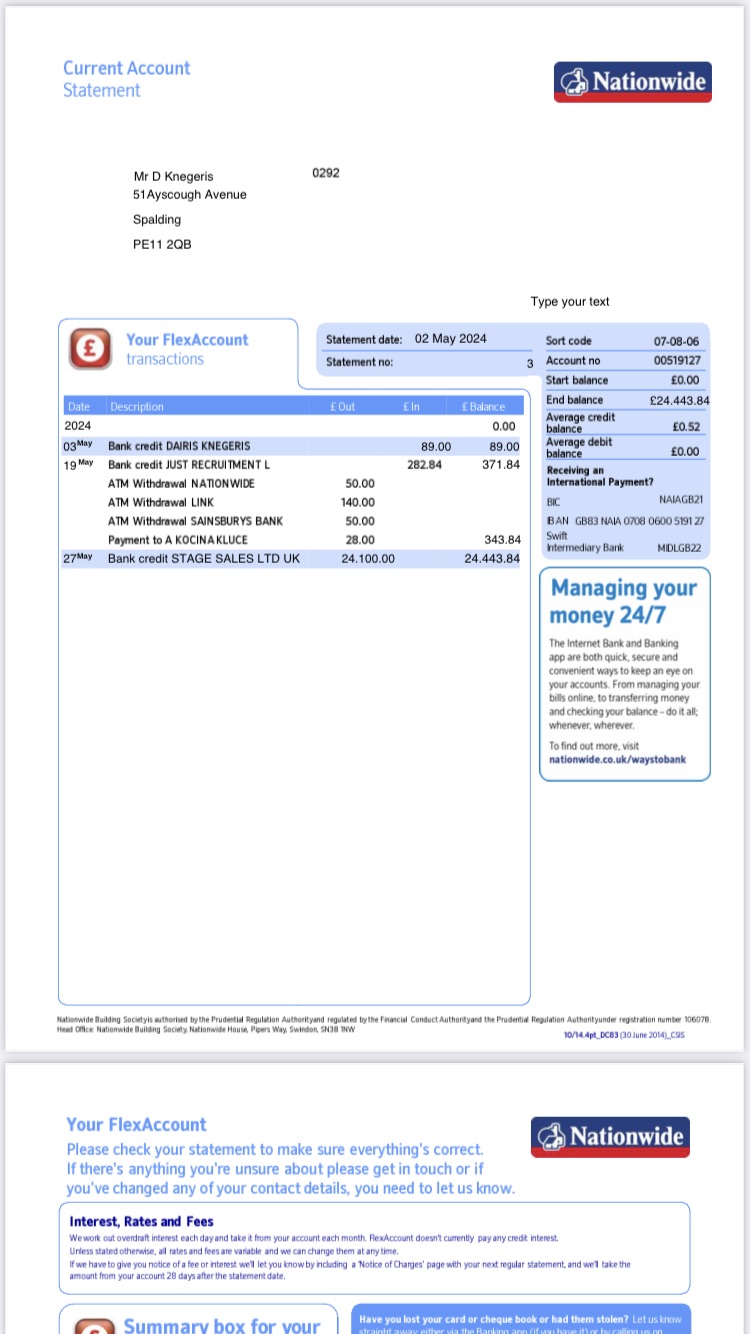 Current Account
Statement
Nationwide
Mr D Knegeris 0292
51Ayscough Avenue
Spalding
PE11 2QB
Type your text
Your FlexAccount
transactions
Statement date: 02 May 2024
Statement no: 3
Sort code 07-08-06
Account no 00519127
Start balance £0.00
End balance £24.443.84
Average credit
balance £0.52
Average debit
balance £0.00
Receiving an
International Payment?
BIC NAIAGB21
IBAN GB83 NAIA 0708 0600 5191 27
Swift
Intermediary Bank MIDLGB22
Date Description £ Out £ In £ Balance
2024 0.00
03May Bank credit DAIRIS KNEGERIS 89.00 89.00
19 May Bank credit JUST RECRUITMENT L 282.84 371.84
ATM Withdrawal NATIONWIDE 50.00
ATM Withdrawal LINK 140.00
ATM Withdrawal SAINSBURYS BANK 50.00
Payment to A KOCINAKLUCE 28.00 343.84
27May Bank credit STAGE SALES LTD UK 24.100.00 24.443.84
Managing your
money 24/7
The Internet Bank and Banking
app are both quick, secure and
convenient ways to keep an eye on
your accounts. From managing your
bills online, to transferring money
and checking your balance – do it all;
whenever, wherever.
To find out more, visit
nationwide.co.uk/waystobank
Nationwide Building Society is authorised by the Prudential Regulation Authority and regulated by the Financial Conduct Authority and the Prudential Regulation Authority under registration number 106078.
Head Office: Nationwide Building Society, Nationwide House, Pipers Way, Swindon, SN38 1NW
10/14.4pt_DC83 (30 June 2014)_CSIS
Your FlexAccount
Nationwide
Please check your statement to make sure everything's correct.
If there's anything you're unsure about please get in touch or if
you've changed any of your contact details, you need to let us know.
Interest, Rates and Fees
We work out overdraft interest each day and take it from your account each month. FlexAccount doesn't currently pay any credit interest.
Unless stated otherwise, all rates and fees are variable and we can change them at any time.
If we have to give you notice of a fee or interest we'll let you know by including a 'Notice of Charges' page with your next regular statement, and we'll take the
amount from your account 28 days after the statement date.
Summary box for your
Have you lost your card or cheque book or had them stolen? Let us know
straight away, either via the Banking app (if you have it) or by calling us on